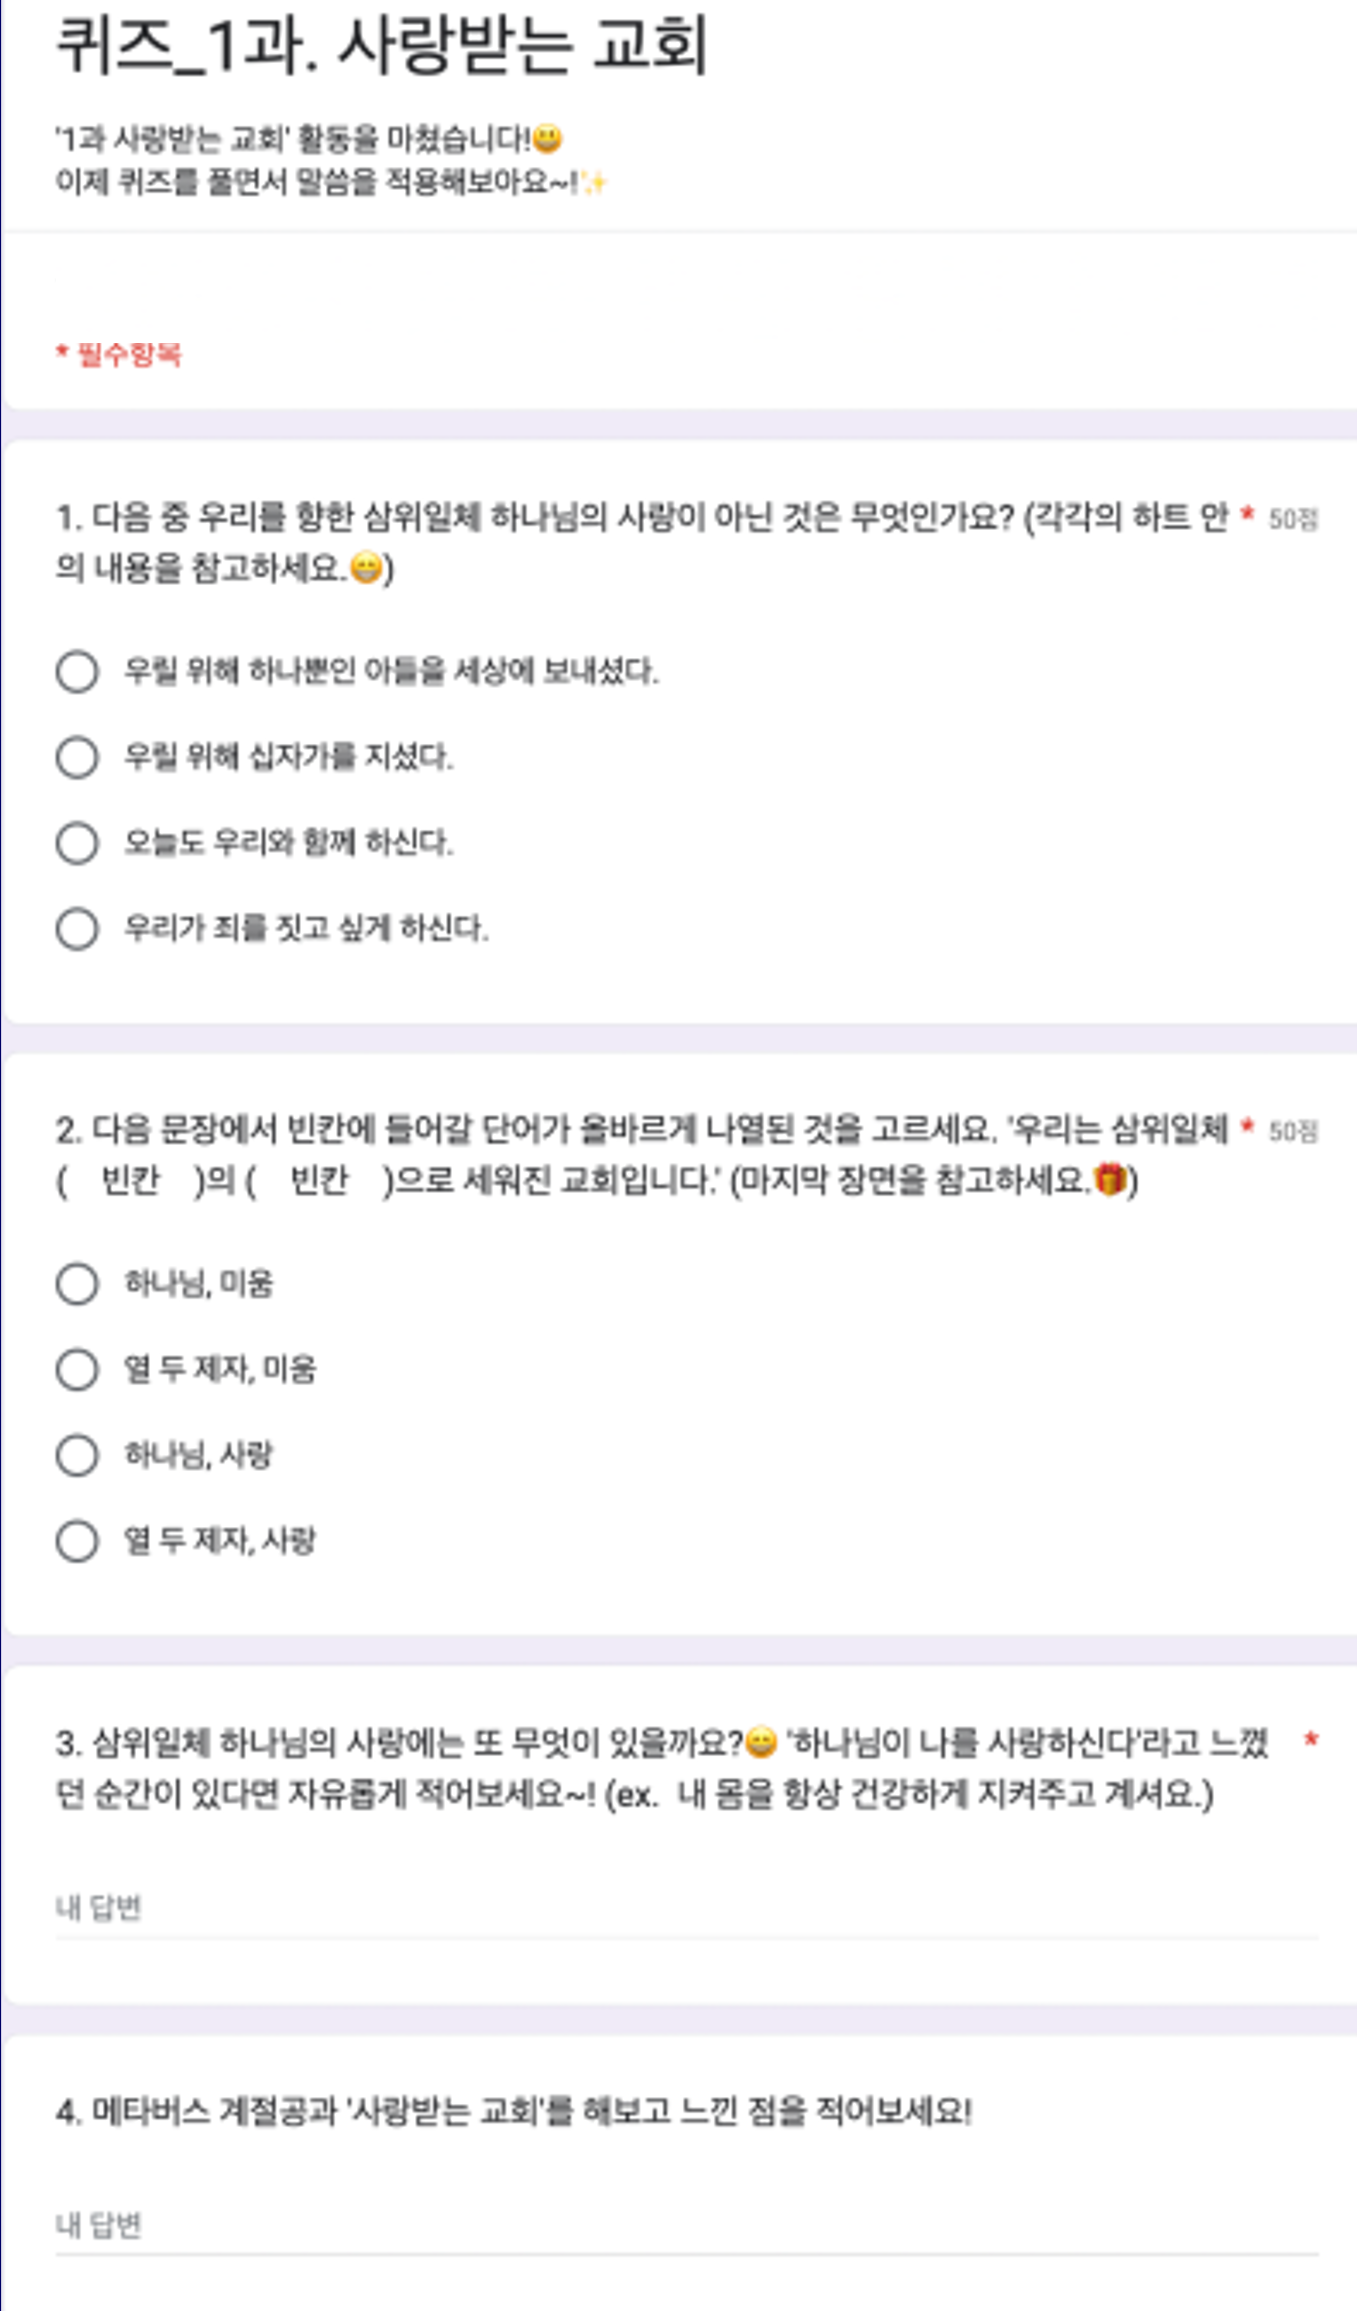 퀴즈_1과. 사랑받는 교회
'1과 사랑받는 교회' 활동을 마쳤습니다!😃
이제 퀴즈를 풀면서 말씀을 적용해보아요~!✨
* 필수항목
1. 다음 중 우리를 향한 삼위일체 하나님의 사랑이 아닌 것은 무엇인가요? (각각의 하트 안 * 50점
의 내용을 참고하세요.😁)
우릴 위해 하나뿐인 아들을 세상에 보내셨다.
우릴 위해 십자가를 지셨다.
오늘도 우리와 함께 하신다.
우리가 죄를 짓고 싶게 하신다.
2. 다음 문장에서 빈칸에 들어갈 단어가 올바르게 나열된 것을 고르세요. '우리는 삼위일체 * 50점
( 빈칸 )의 ( 빈칸 )으로 세워진 교회입니다.' (마지막 장면을 참고하세요.🎁)
하나님, 미움
열 두 제자, 미움
하나님, 사랑
열 두 제자, 사랑
3. 삼위일체 하나님의 사랑에는 또 무엇이 있을까요?😄 '하나님이 나를 사랑하신다'라고 느꼈 *
던 순간이 있다면 자유롭게 적어보세요~! (ex. 내 몸을 항상 건강하게 지켜주고 계셔요.)
내 답변
4. 메타버스 계절공과 '사랑받는 교회'를 해보고 느낀 점을 적어보세요!
내 답변